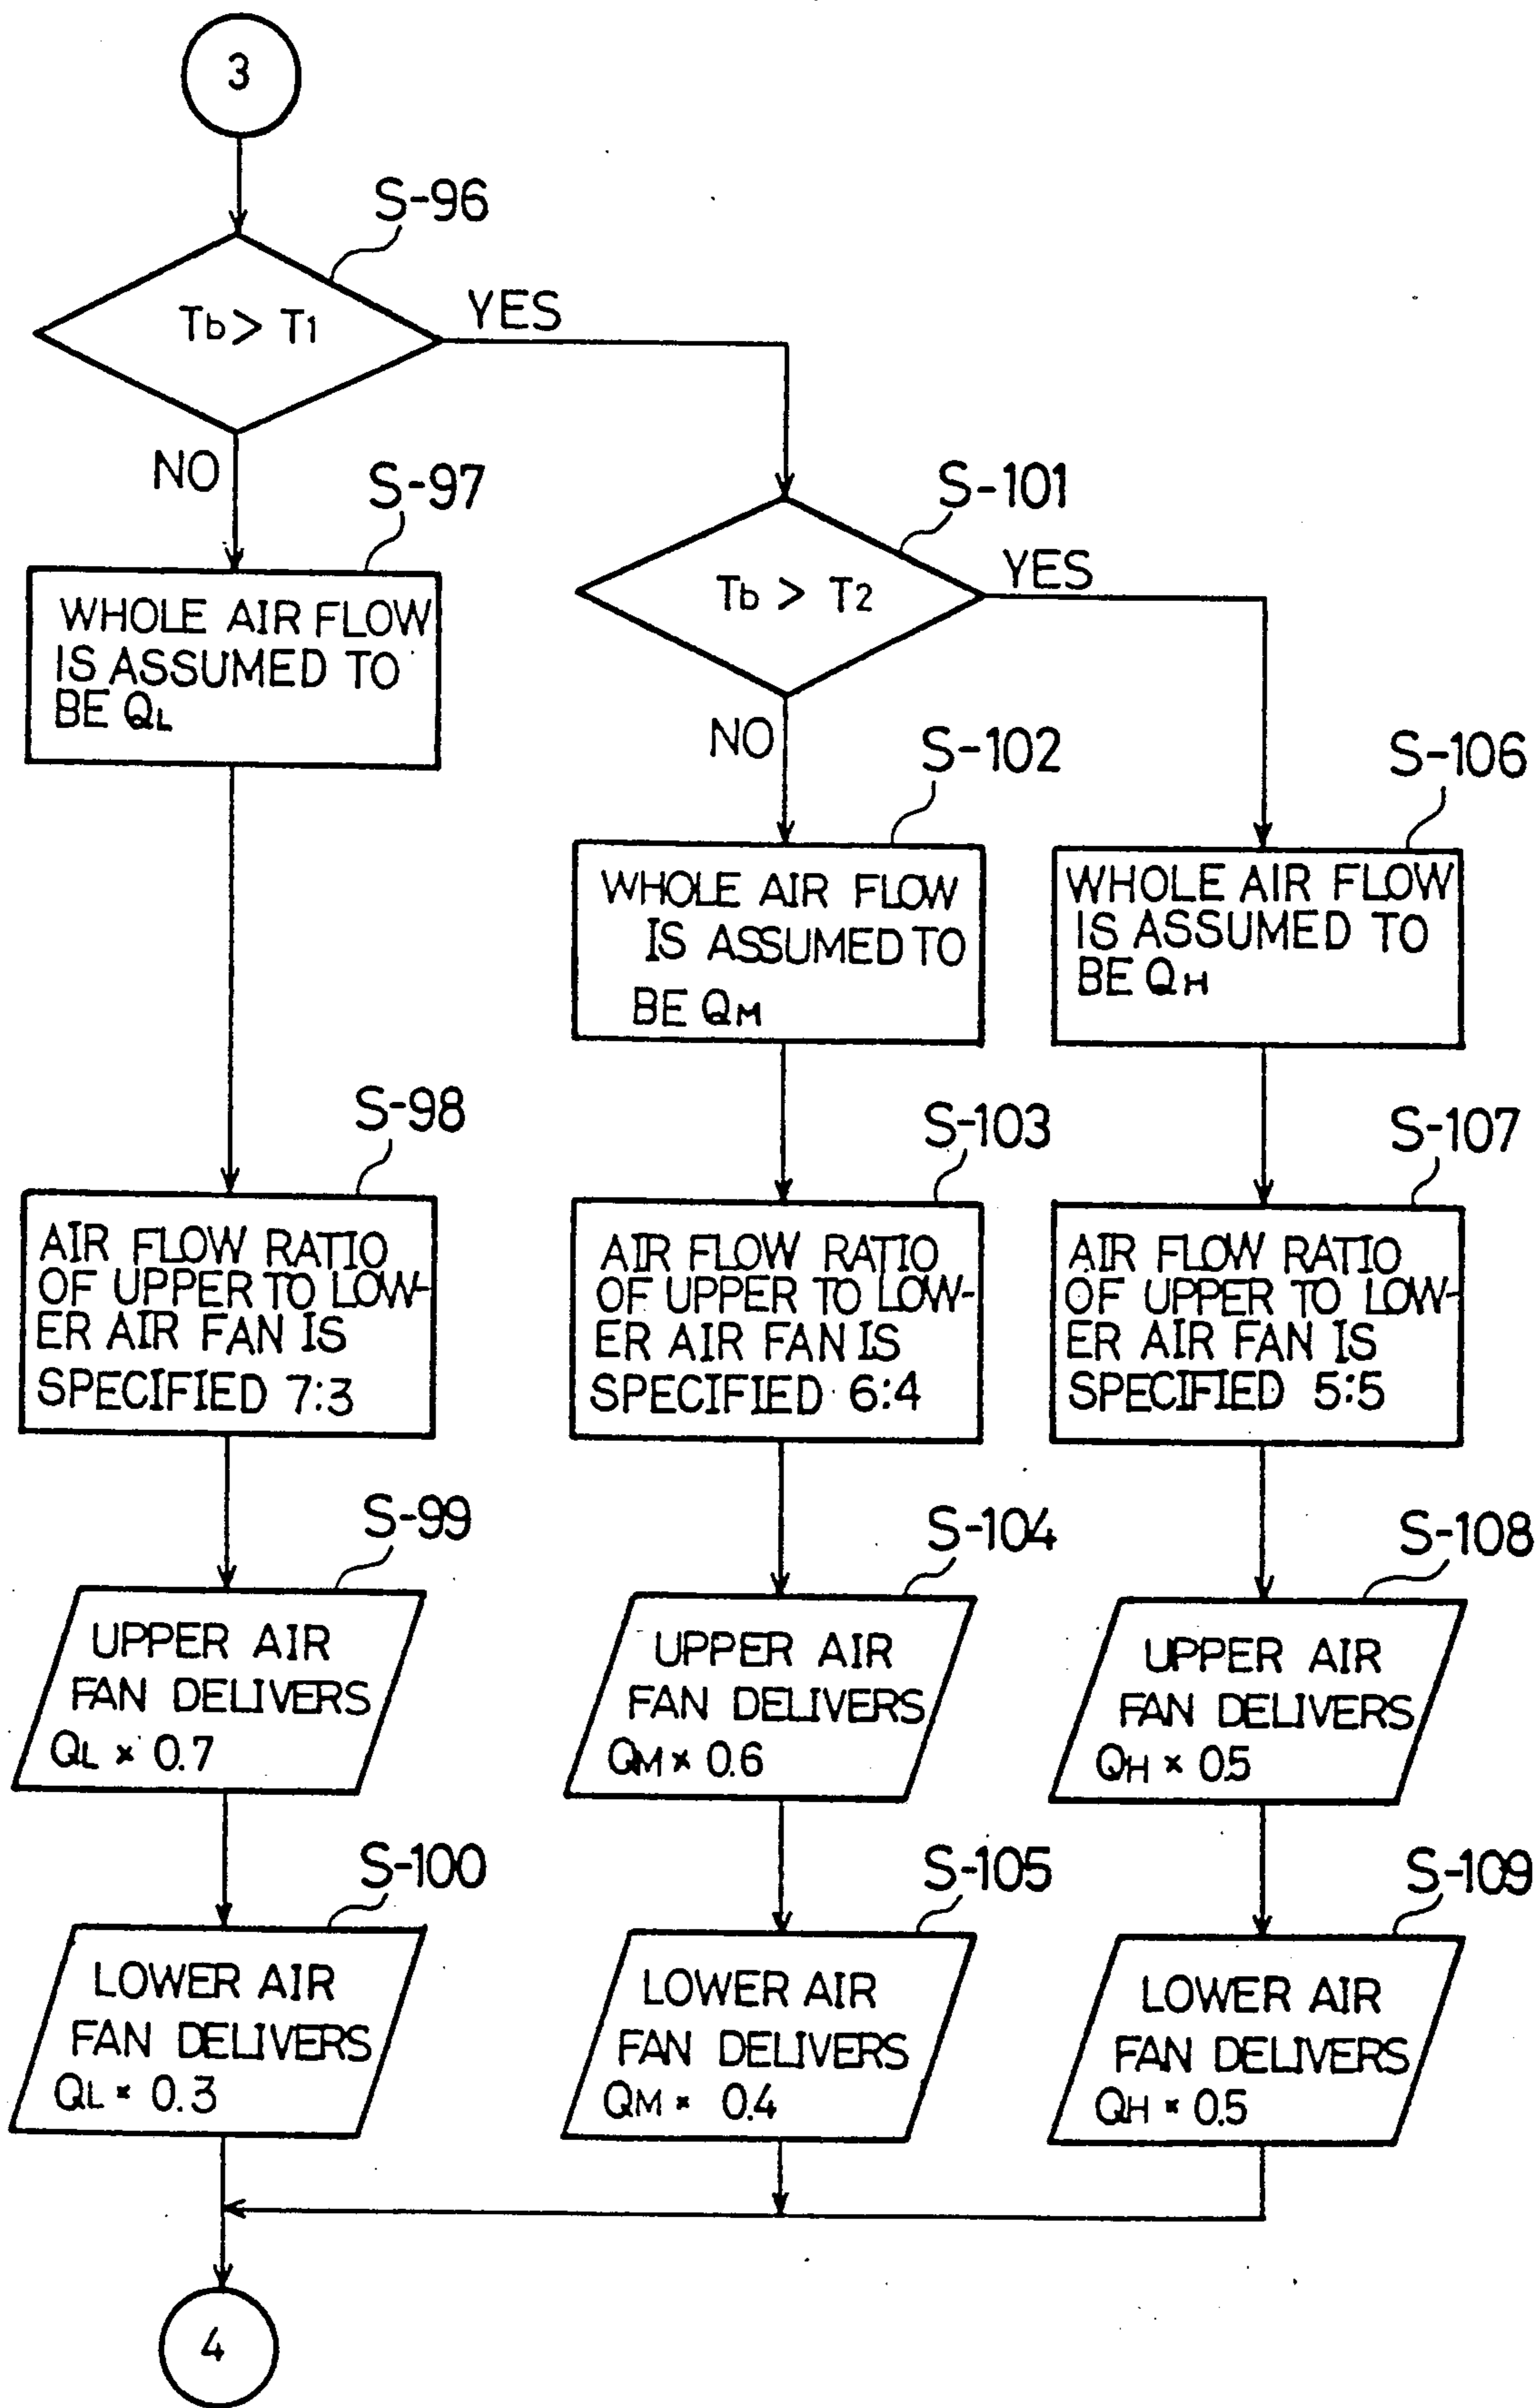 3
S-96
Tb > T1
YES
NO
S-97
WHOLE AIR FLOW
IS ASSUMED TO
BE QL
S-98
AIR FLOW RATIO
OF UPPER TO LOW-
ER AIR FAN IS
SPECIFIED 7:3
S-99
UPPER AIR
FAN DELIVERS
QL × 0.7
S-100
LOWER AIR
FAN DELIVERS
QL × 0.3
S-101
Tb > T2
YES
NO
S-102
WHOLE AIR FLOW
IS ASSUMED TO
BE QM
S-103
AIR FLOW RATIO
OF UPPER TO LOW-
ER AIR FAN IS
SPECIFIED 6:4
S-104
UPPER AIR
FAN DELIVERS
QM × 0.6
S-105
LOWER AIR
FAN DELIVERS
QM × 0.4
S-106
WHOLE AIR FLOW
IS ASSUMED TO
BE QH
S-107
AIR FLOW RATIO
OF UPPER TO LOW-
ER AIR FAN IS
SPECIFIED 5:5
S-108
UPPER AIR
FAN DELIVERS
QH × 0.5
S-109
LOWER AIR
FAN DELIVERS
QH × 0.5
4